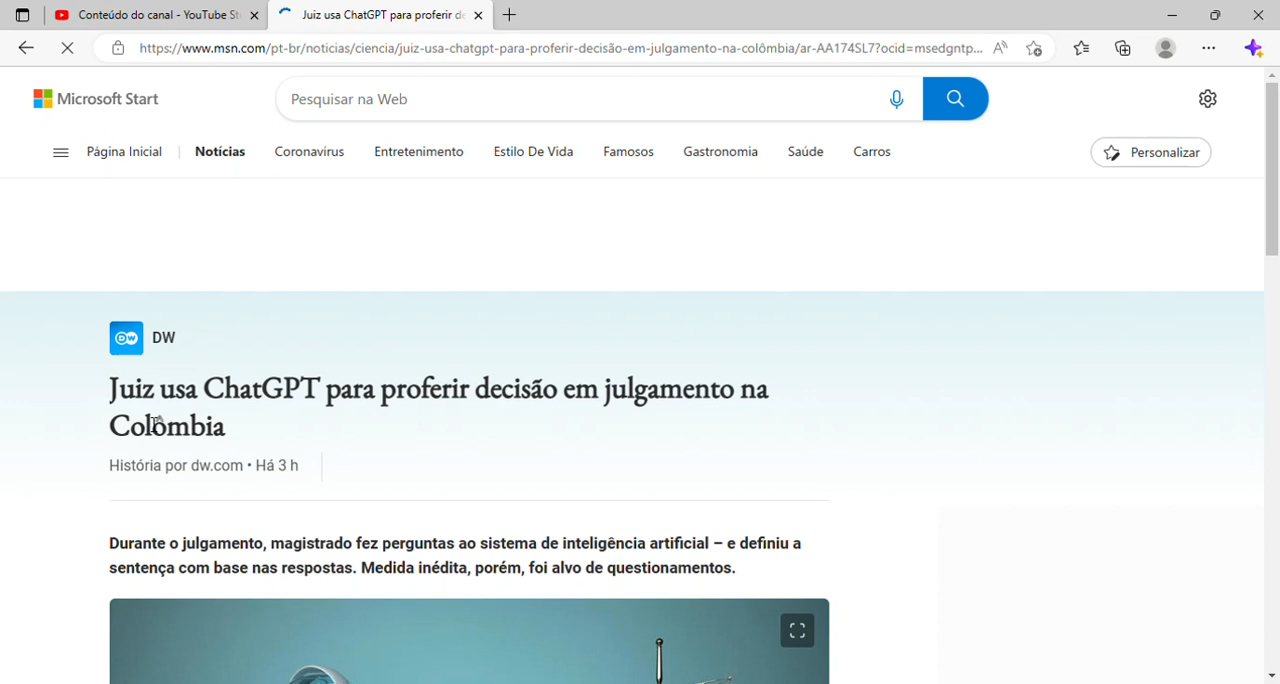 Conteúdo do canal - YouTube St
Juiz usa ChatGPT para proferir de
https://www.msn.com/pt-br/noticias/ciencia/juiz-usa-chatgpt-para-proferir-decisão-em-julgamento-na-colômbia/ar-AA174SL7?ocid=msedgntp...
Microsoft Start
Pesquisar na Web
Página Inicial
Notícias
Coronavírus
Entretenimento
Estilo De Vida
Famosos
Gastronomia
Saúde
Carros
Personalizar
DW
Juiz usa ChatGPT para proferir decisão em julgamento na
Colômbia
História por dw.com • Há 3 h
Durante o julgamento, magistrado fez perguntas ao sistema de inteligência artificial – e definiu a
sentença com base nas respostas. Medida inédita, porém, foi alvo de questionamentos.